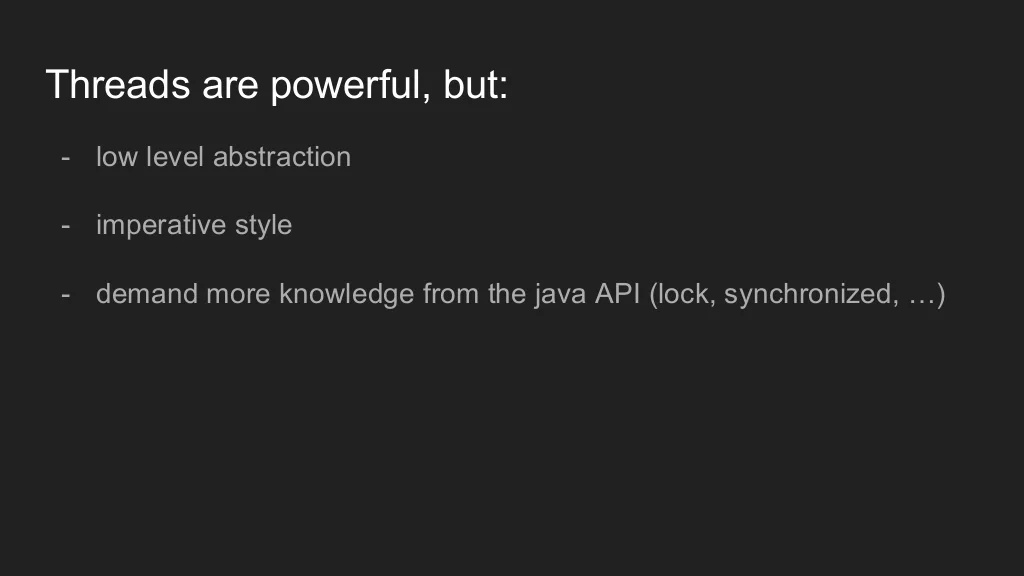 Threads are powerful, but:
- low level abstraction
- imperative style
- demand more knowledge from the java API (lock, synchronized, …)